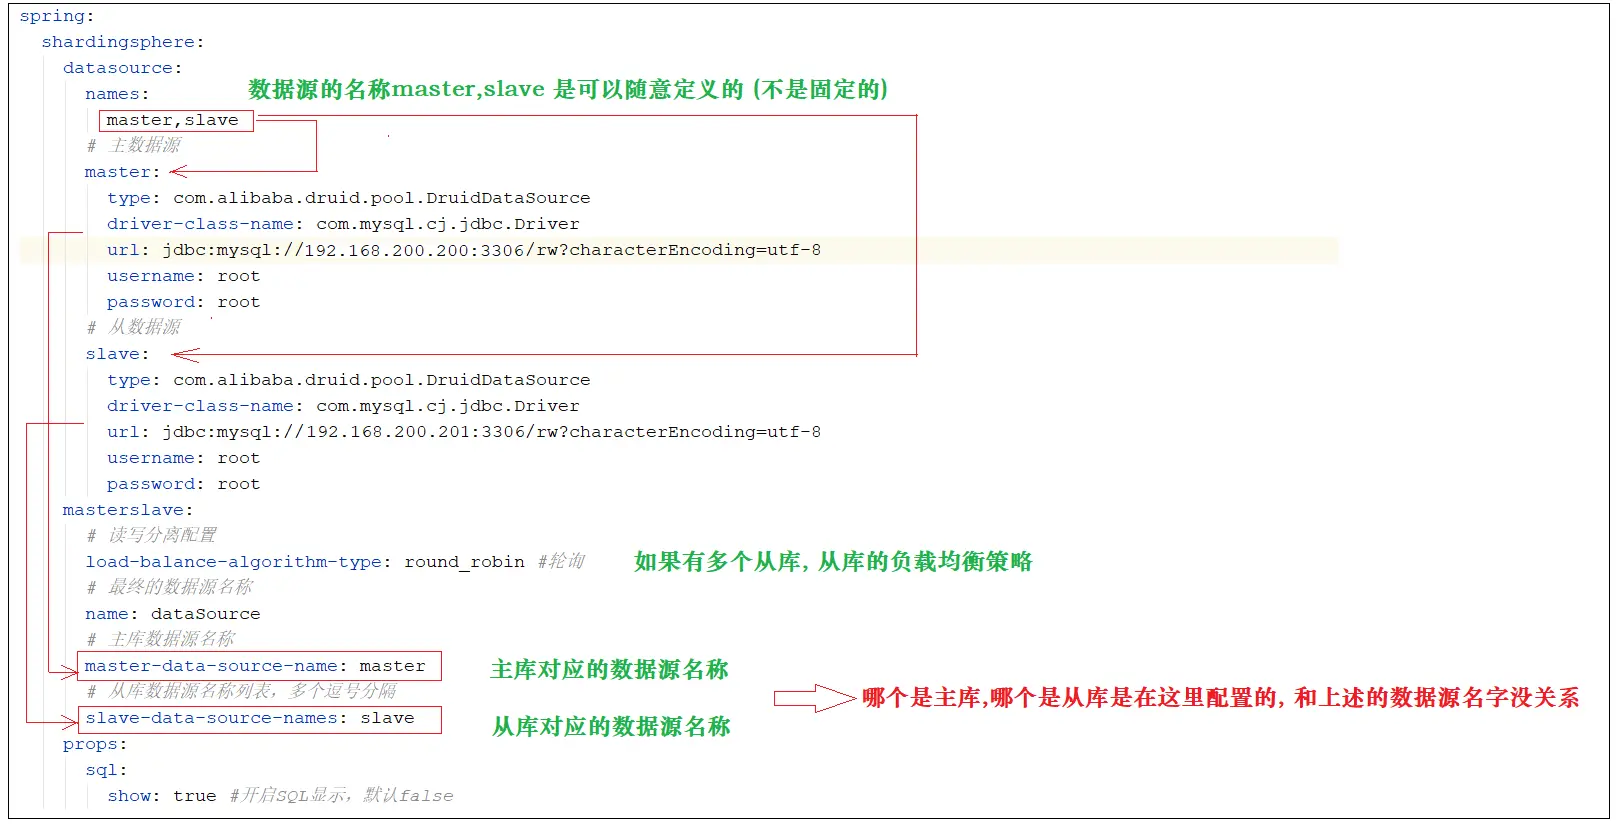 spring:
shardingsphere:
datasource:
names:
数据源的名称master,slave 是可以随意定义的 (不是固定的)
master,slave
# 主数据源
master:
type: com.alibaba.druid.pool.DruidDataSource
driver-class-name: com.mysql.cj.jdbc.Driver
url: jdbc:mysql://192.168.200.200:3306/rw?characterEncoding=utf-8
username: root
password: root
# 从数据源
slave:
type: com.alibaba.druid.pool.DruidDataSource
driver-class-name: com.mysql.cj.jdbc.Driver
url: jdbc:mysql://192.168.200.201:3306/rw?characterEncoding=utf-8
username: root
password: root
masterslave:
# 读写分离配置
load-balance-algorithm-type: round_robin #轮询
如果有多个从库, 从库的负载均衡策略
# 最终的数据源名称
name: dataSource
# 主库数据源名称
master-data-source-name: master
主库对应的数据源名称
# 从库数据源名称列表，多个逗号分隔
哪个是主库,哪个是从库是在这里配置的, 和上述的数据源名字没关系
slave-data-source-names: slave
从库对应的数据源名称
props:
sql:
show: true #开启SQL显示，默认false